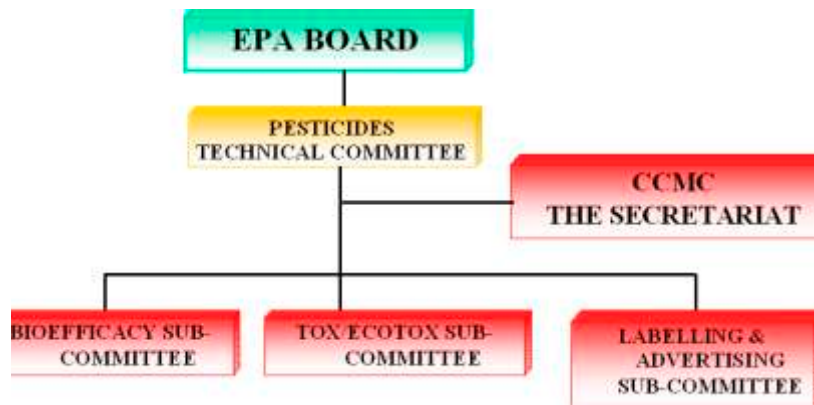 EPA BOARD
PESTICIDES
TECHNICAL COMMITTEE
CCMC
THE SECRETARIAT
BIOEFFICACY SUB-
COMMITTEE
TOX/ECOTOX SUB-
COMMITTEE
LABELLING &
ADVERTISING
SUB-COMMITTEE